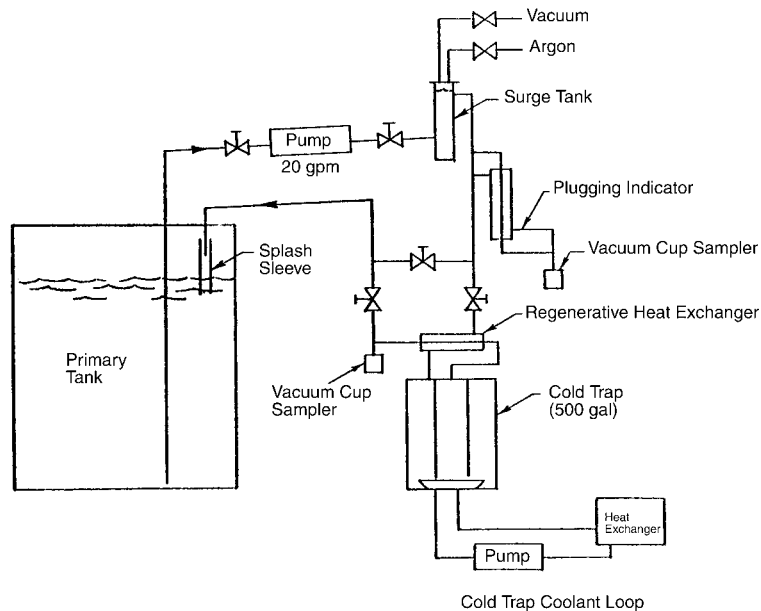 Vacuum
Argon
Surge Tank
Pump
20 gpm
Plugging Indicator
Splash
Sleeve
Vacuum Cup
Sampler
Regenerative Heat Exchanger
Primary
Tank
Vacuum Cup
Sampler
Cold Trap
(500 gal)
Heat
Exchanger
Pump
Cold Trap Coolant Loop